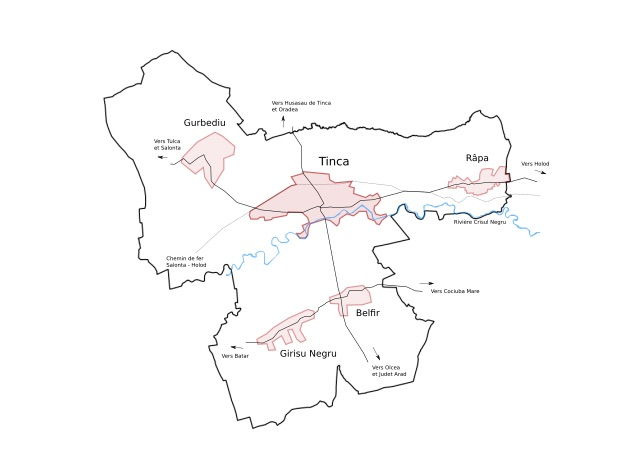 Vers Husasau de Tinca
et Oradea
Gurbediu
Vers Tulca
et Salonta
Tinca
Râpa
Vers Holod
Rivière Crisul Negru
Chemin de fer
Salonta - Holod
Vers Cociuba Mare
Belfir
Girisu Negru
Vers Batar
Vers Olcea
et Judet Arad